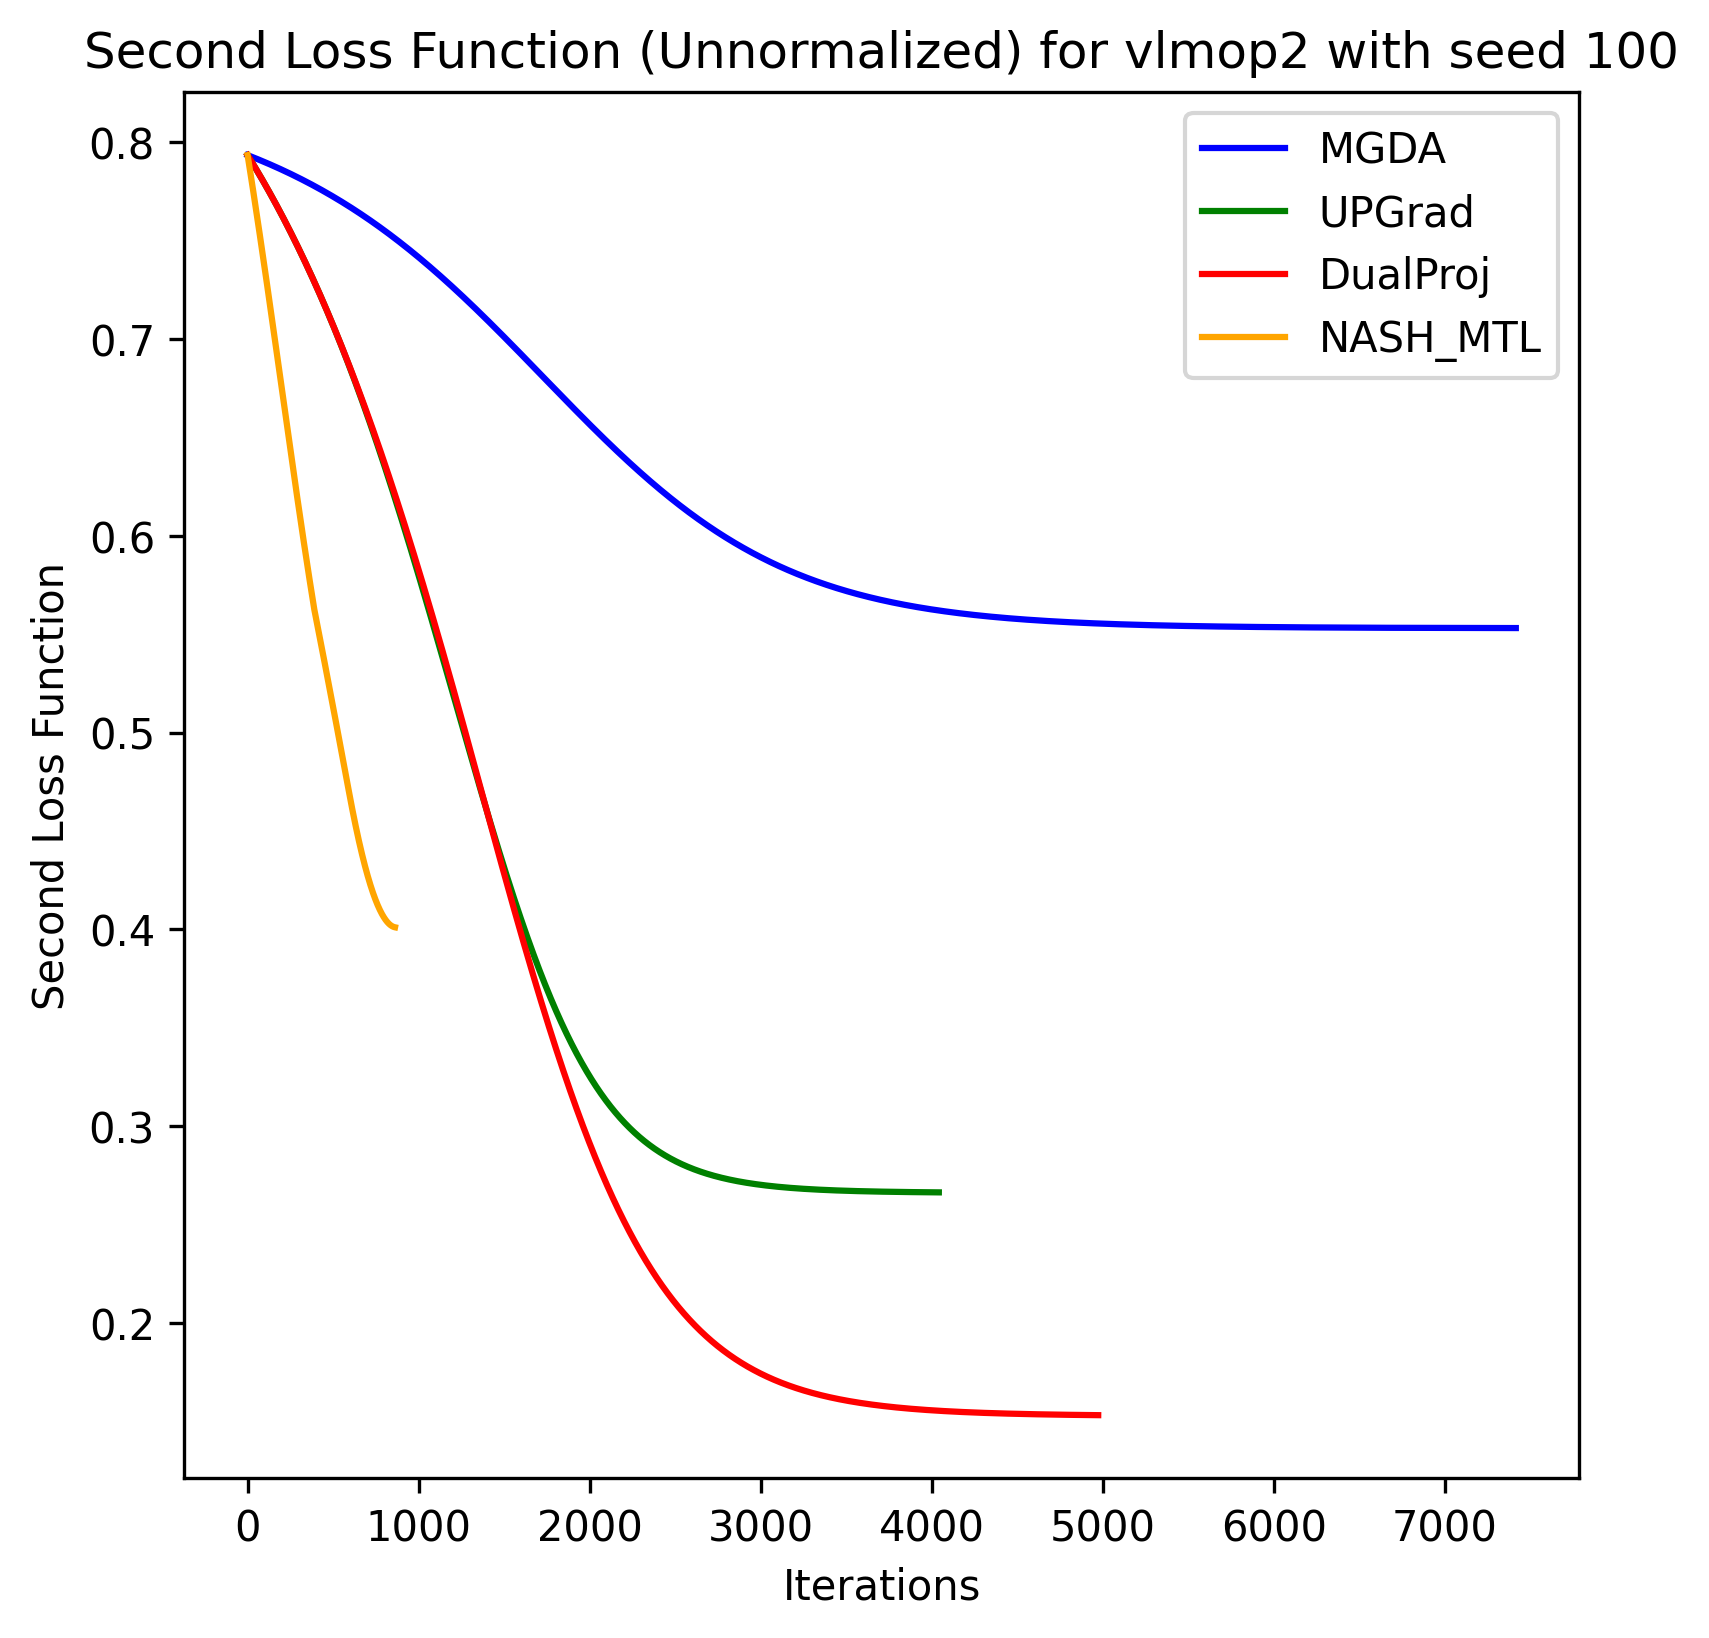 Second Loss Function (Unnormalized) for vlmop2 with seed 100
MGDA
UPGrad
DualProj
NASH_MTL
0.8
0.7
0.6
0.5
0.4
0.3
0.2
Second Loss Function
0 1000 2000 3000 4000 5000 6000 7000
Iterations